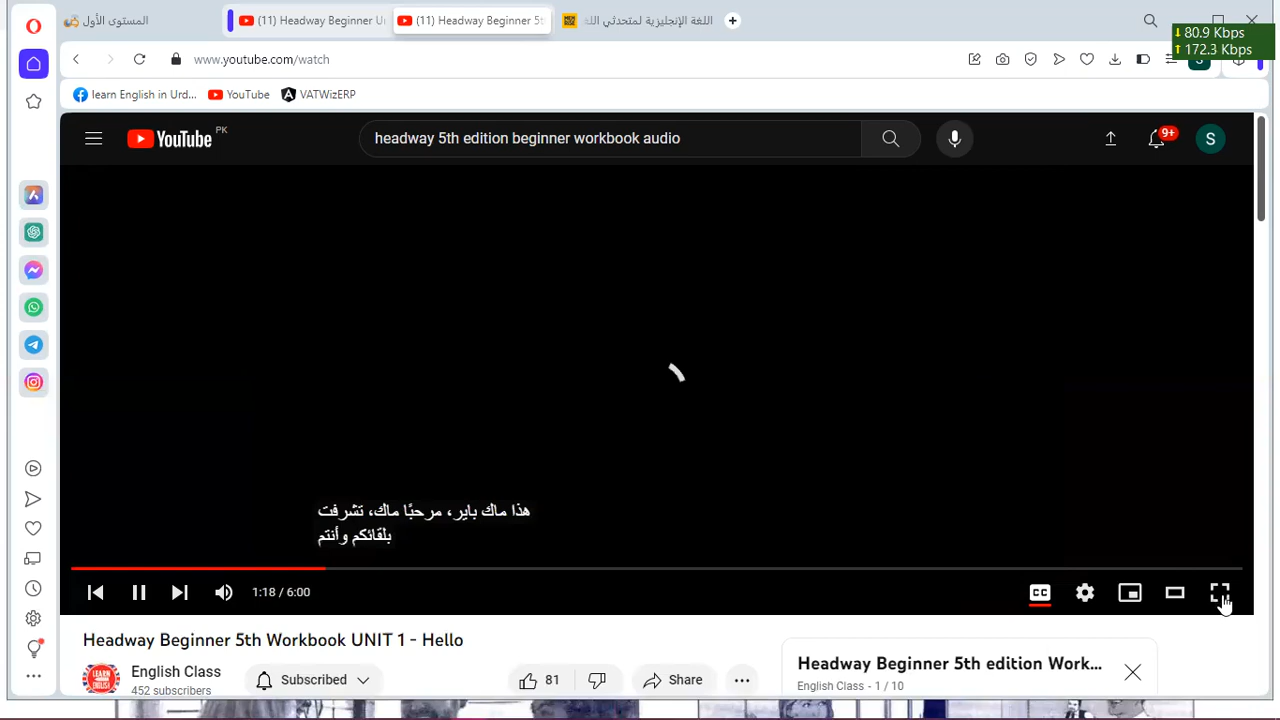 المستوى الأول
(11) Headway Beginner U
(11) Headway Beginner 5t
اللغة الإنجليزية لمتحدثي الل
80.9 Kbps
172.3 Kbps
www.youtube.com/watch
learn English in Urd...
YouTube
VATWizERP
YouTube PK
headway 5th edition beginner workbook audio
9+
S
هذا ماك باير، مرحبًا ماك، تشرفت
بلقائكم وأنتم
1:18 / 6:00
CC
Headway Beginner 5th Workbook UNIT 1 - Hello
LEARN ENGLISH
English Class
452 subscribers
Subscribed
81
Share
Headway Beginner 5th edition Work...
English Class - 1 / 10